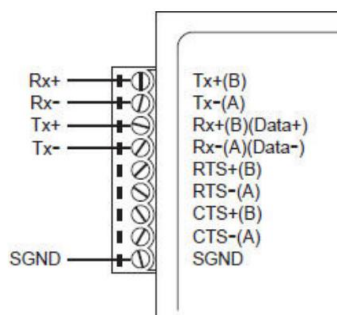 Rx+ Tx+(B)
Rx- Tx-(A)
Tx+ Rx+(B)(Data+)
Tx- Rx-(A)(Data-)
RTS+(B)
RTS-(A)
CTS+(B)
CTS-(A)
SGND SGND